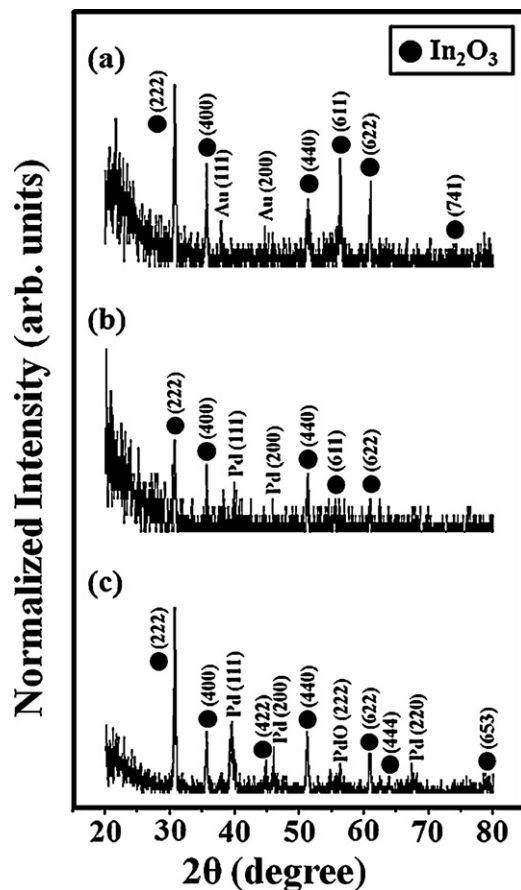 In₂O₃
(a)
(222)
(400)
Au (111)
Au (200)
(440)
(611)
(622)
(741)
(b)
(222)
(400)
Pd (111)
Pd (200)
(440)
(611)
(622)
(c)
(222)
(400)
Pd (111)
(422)
Pd (200)
(440)
PdO (222)
(622)
(444)
Pd (220)
(653)
Normalized Intensity (arb. units)
20 30 40 50 60 70 80
2θ (degree)